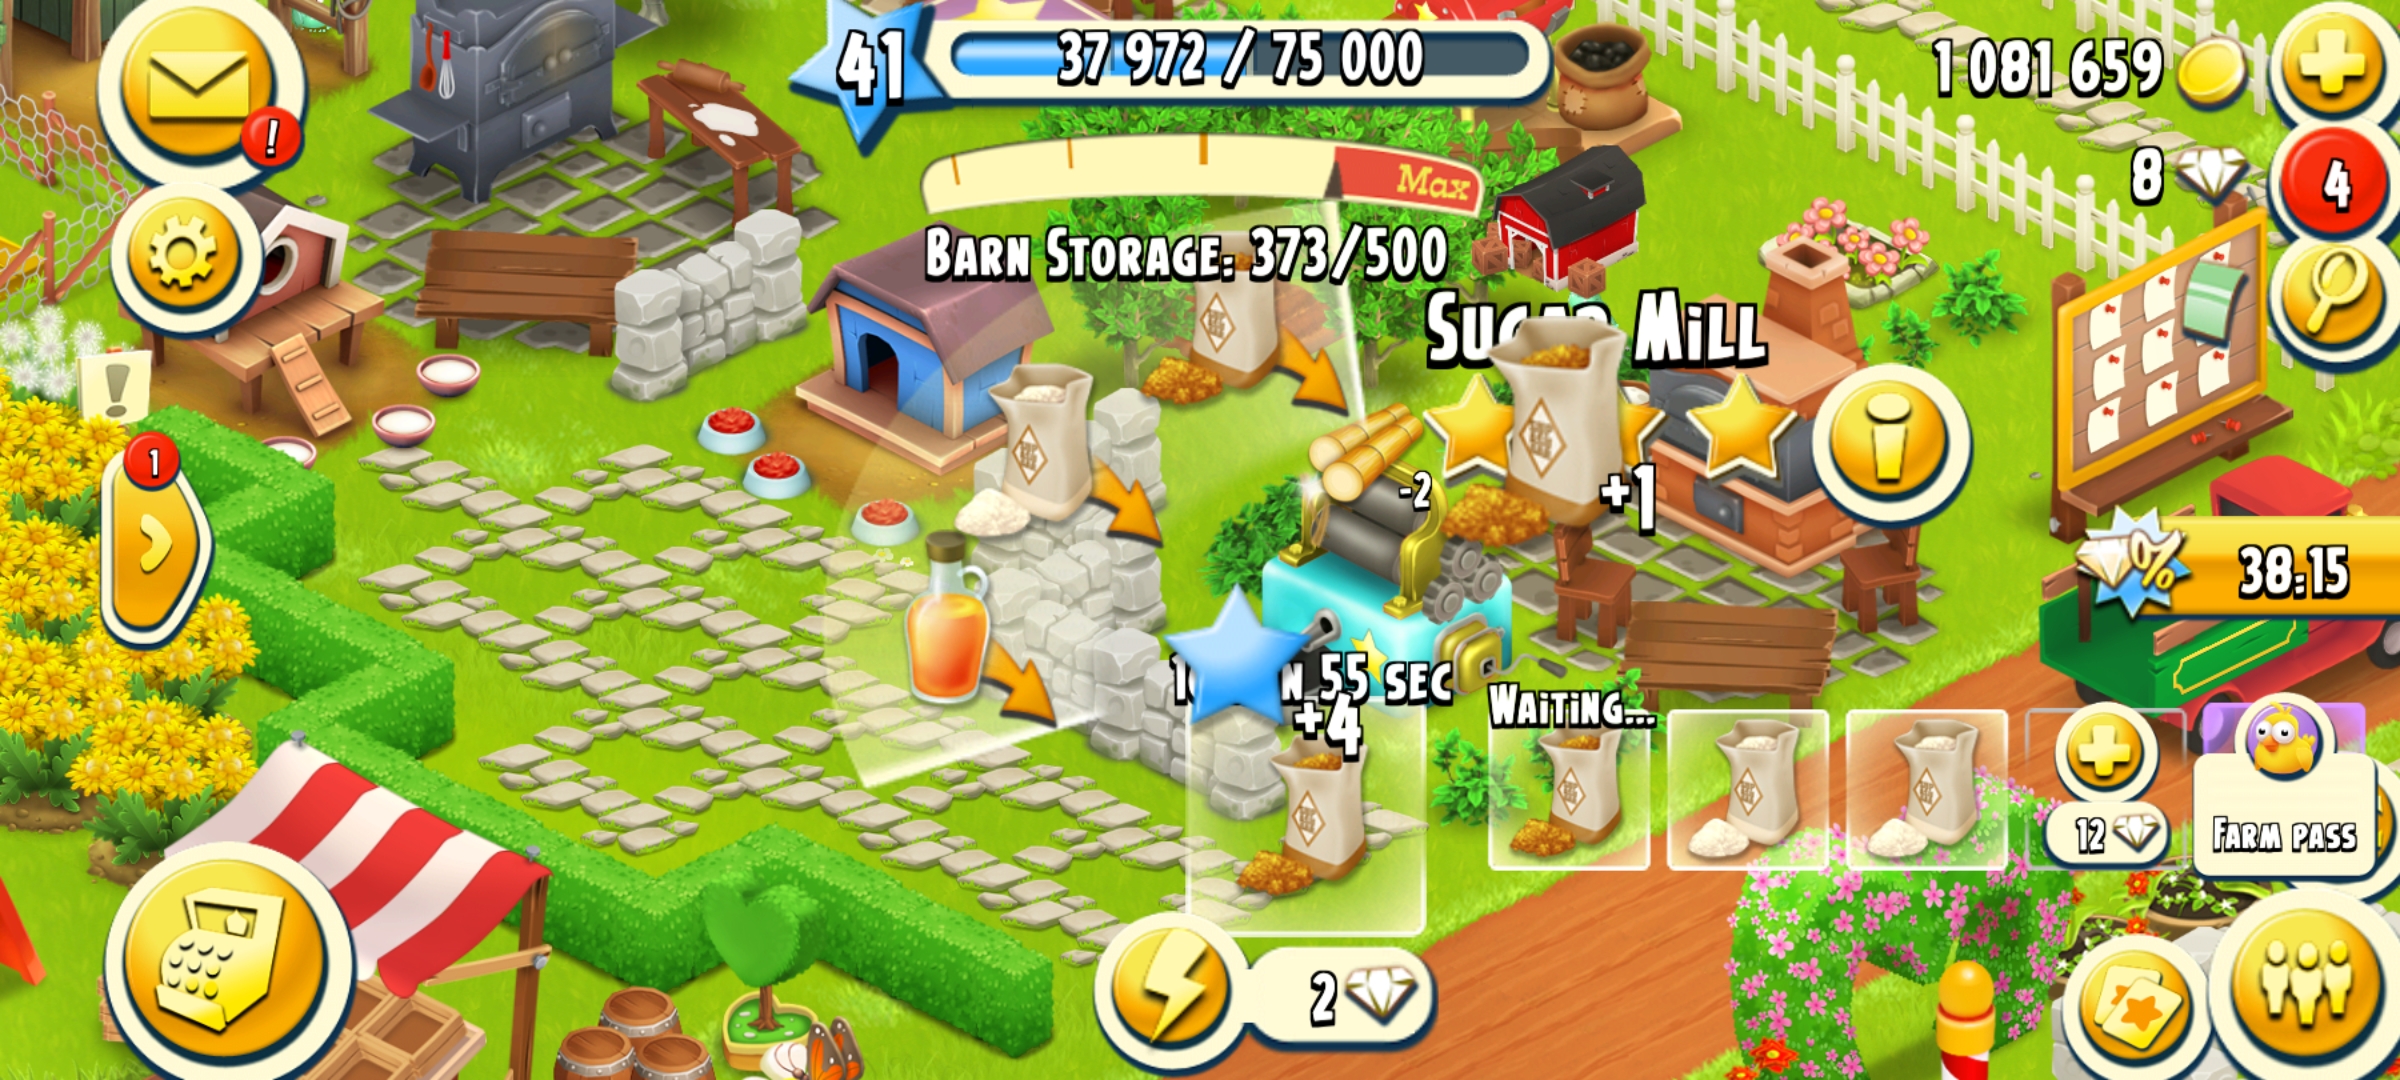 41
37 972 / 75 000
1 081 659
!
Max
8
4
BARN STORAGE: 373/500
MiLL
1
-2
+1
38:15
%
55 SEC
+4
WAITING...
12
FARM PASS
2